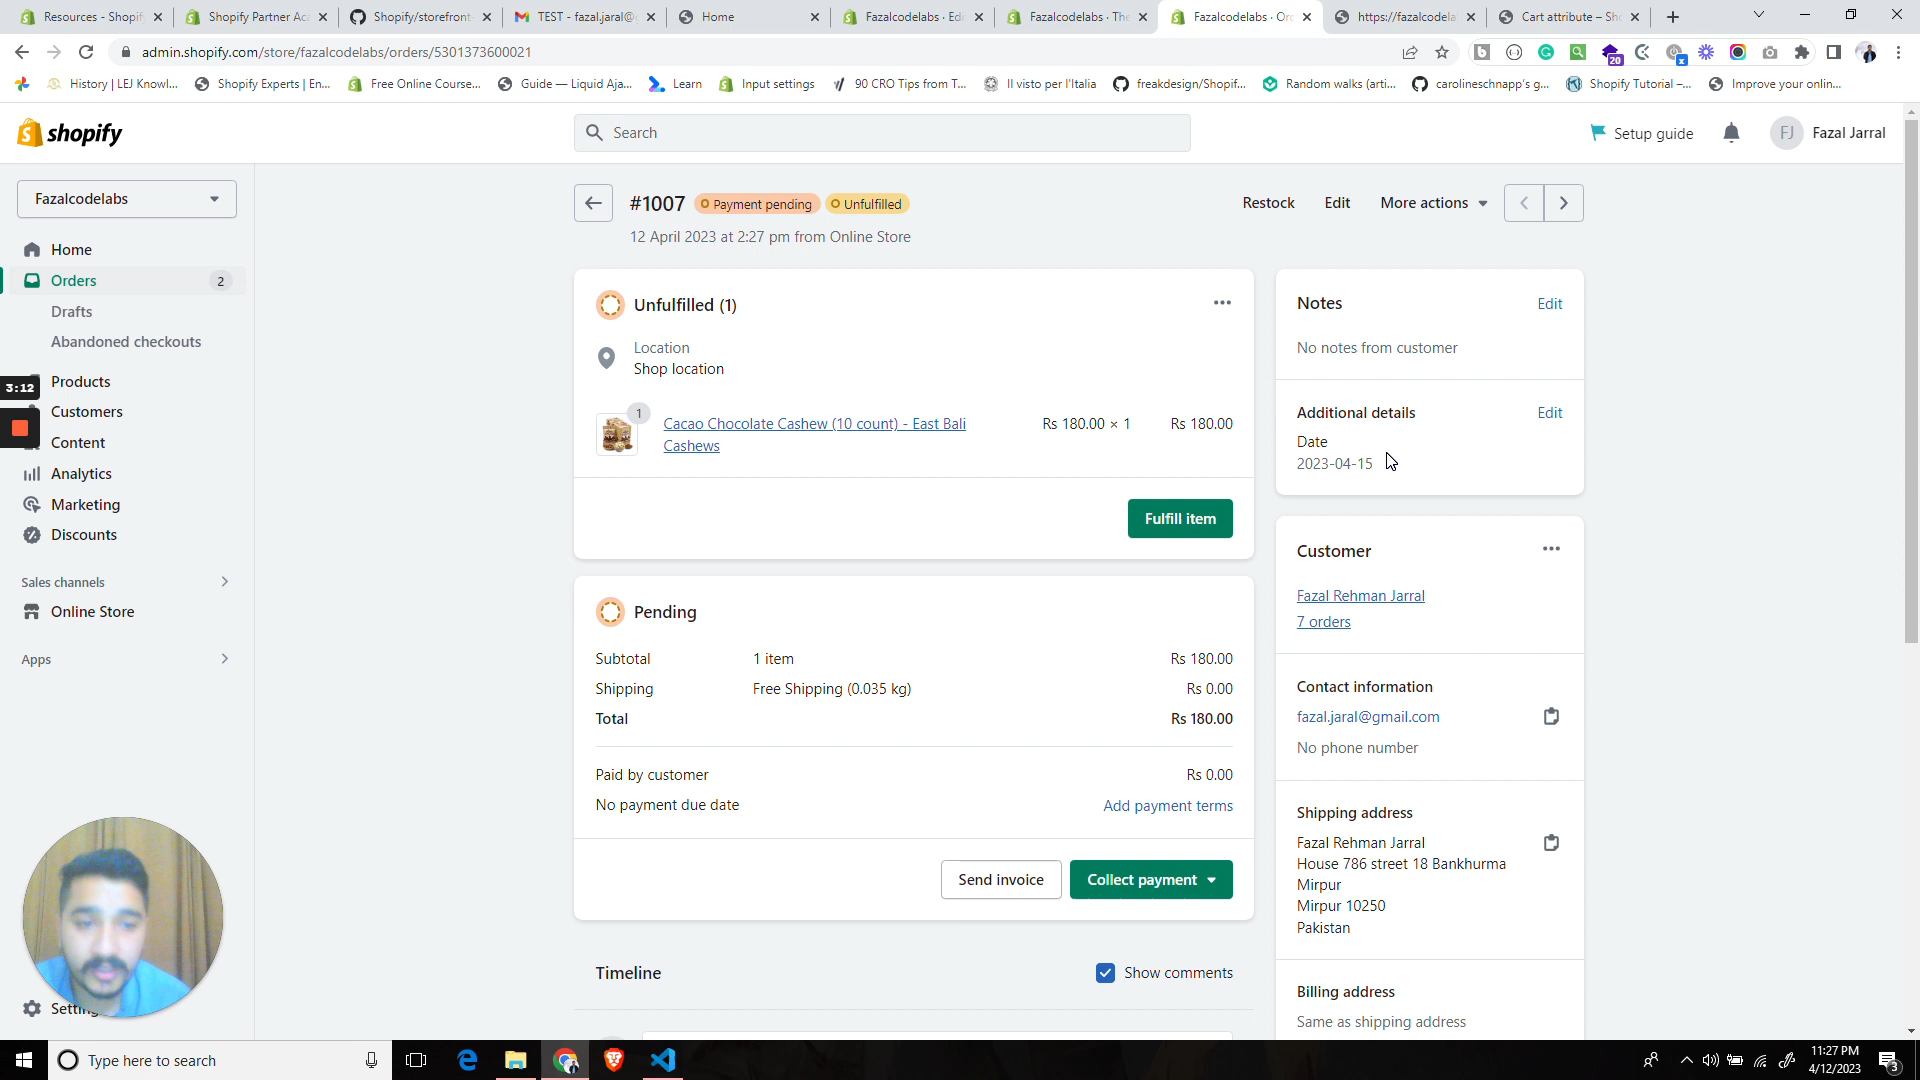 Resources - Shopif
Shopify Partner Aca
Shopify/storefront-
TEST - fazal.jaral@
Home
Fazalcodelabs · Edi
Fazalcodelabs · The
Fazalcodelabs · Ord
https://fazalcodela
Cart attribute – Sho
admin.shopify.com/store/fazalcodelabs/orders/5301373600021
20
x
History | LEJ Knowl...
Shopify Experts | En...
Free Online Course...
Guide — Liquid Aja...
Learn
Input settings
90 CRO Tips from T...
Il visto per l'Italia
freakdesign/Shopif...
Random walks (arti...
carolineschnapp's g...
Shopify Tutorial –...
Improve your onlin...
shopify
Search
Setup guide
FJ
Fazal Jarral
Fazalcodelabs
Home
Orders
2
Drafts
Abandoned checkouts
Products
3:12
Customers
Content
Analytics
Marketing
Discounts
Sales channels
Online Store
Apps
#1007
Payment pending
Unfulfilled
Restock
Edit
More actions
12 April 2023 at 2:27 pm from Online Store
Unfulfilled (1)
Location
Shop location
1
Cacao Chocolate Cashew (10 count) - East Bali
Cashews
Rs 180.00 × 1
Rs 180.00
Fulfill item
Pending
Subtotal
1 item
Rs 180.00
Shipping
Free Shipping (0.035 kg)
Rs 0.00
Total
Rs 180.00
Paid by customer
Rs 0.00
No payment due date
Add payment terms
Send invoice
Collect payment
Timeline
Show comments
Notes
Edit
No notes from customer
Additional details
Edit
Date
2023-04-15
Customer
Fazal Rehman Jarral
7 orders
Contact information
fazal.jaral@gmail.com
No phone number
Shipping address
Fazal Rehman Jarral
House 786 street 18 Bankhurma
Mirpur
Mirpur 10250
Pakistan
Billing address
Same as shipping address
Type here to search
11:27 PM
4/12/2023
3